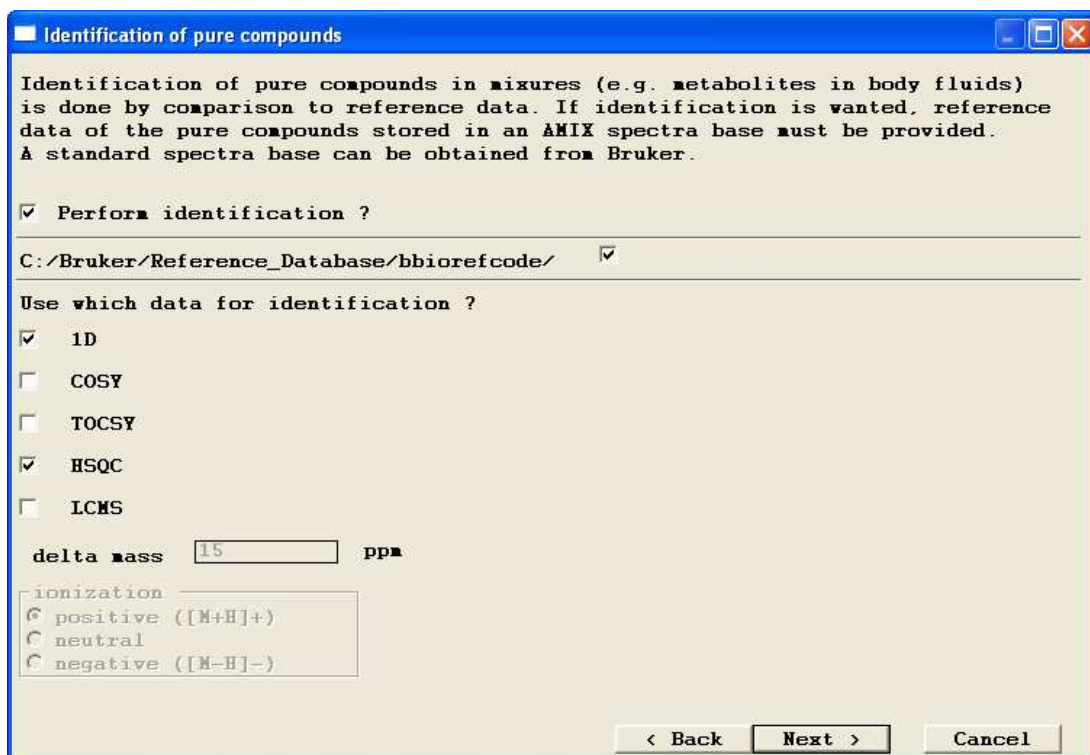 Identification of pure compounds
Identification of pure compounds in mixures (e.g. metabolites in body fluids)
is done by comparison to reference data. If identification is wanted, reference
data of the pure compounds stored in an AMIX spectra base must be provided.
A standard spectra base can be obtained from Bruker.
Perform identification ?
C:/Bruker/Reference_Database/bbiorefcode/
Use which data for identification ?
1D
COSY
TOCSY
HSQC
LCMS
delta mass 15 ppm
ionization
positive ([M+H]+)
neutral
negative ([M-H]-)
< Back Next > Cancel